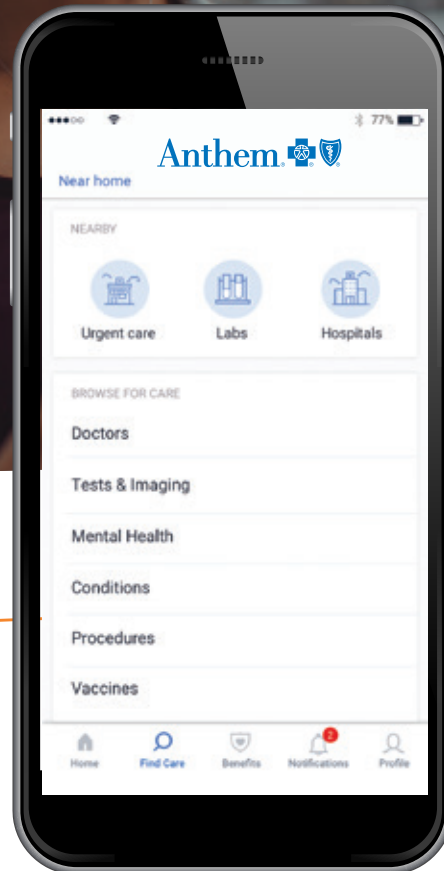 77%
Anthem
Near home
NEARBY
Urgent care Labs Hospitals
BROWSE FOR CARE
Doctors
Tests & Imaging
Mental Health
Conditions
Procedures
Vaccines
2
Home Find Care Benefits Notifications Profile